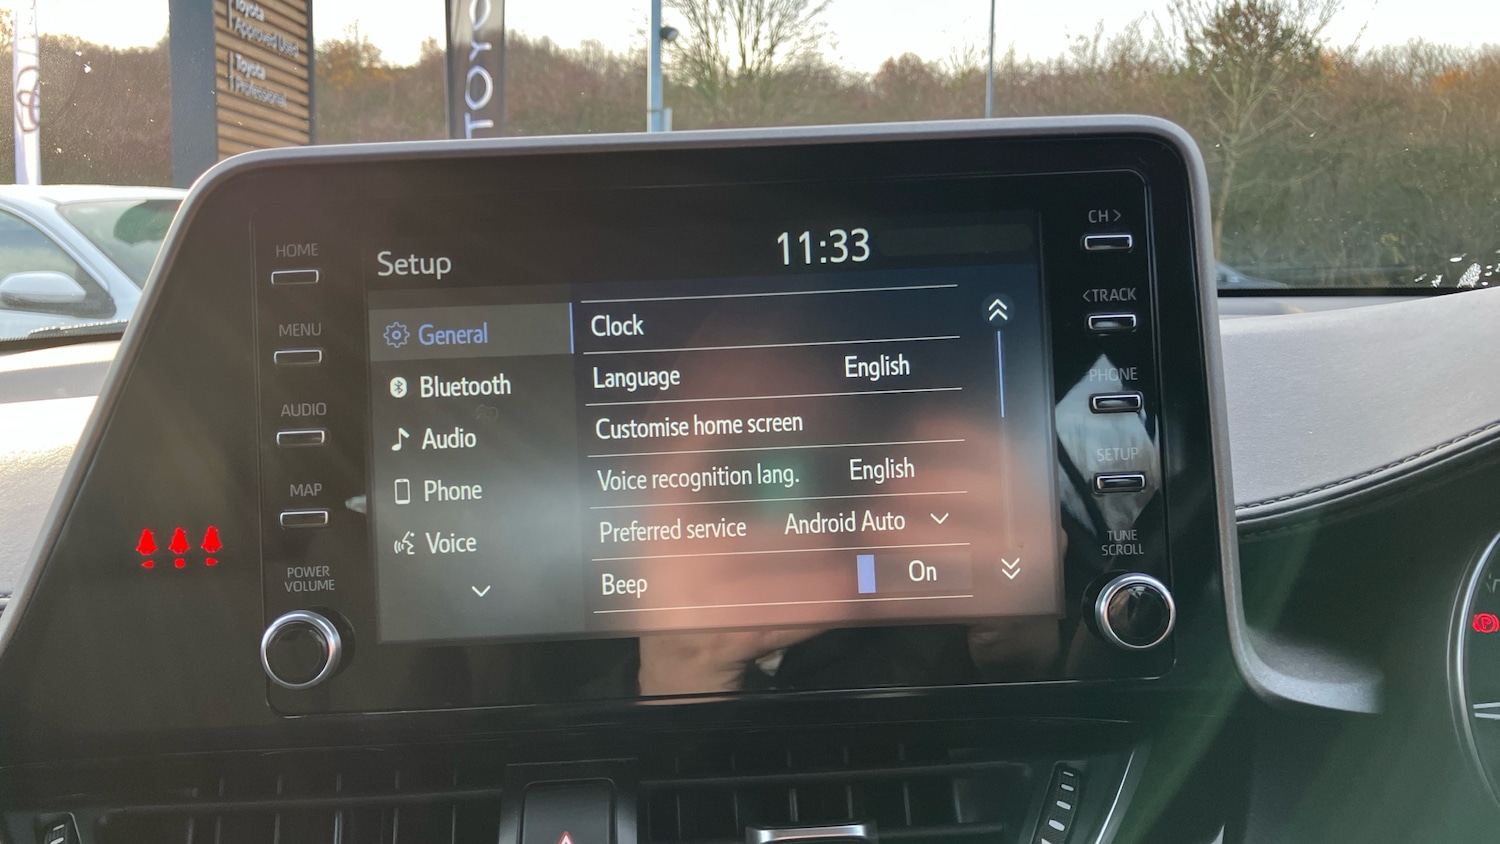 Toyota
Approved Used
Toyota
Professional
TOYO
HOME
MENU
AUDIO
MAP
POWER
VOLUME
Setup
11:33
General
Bluetooth
Audio
Phone
Voice
Clock
Language English
Customise home screen
Voice recognition lang. English
Preferred service Android Auto
Beep On
CH >
< TRACK
PHONE
SETUP
TUNE
SCROLL
P